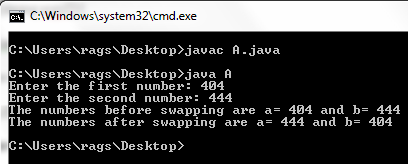 C:\Windows\system32\cmd.exe
C:\Users\rags\Desktop>javac A.java
C:\Users\rags\Desktop>java A
Enter the first number: 404
Enter the second number: 444
The numbers before swapping are a= 404 and b= 444
The numbers after swapping are a= 444 and b= 404
C:\Users\rags\Desktop>